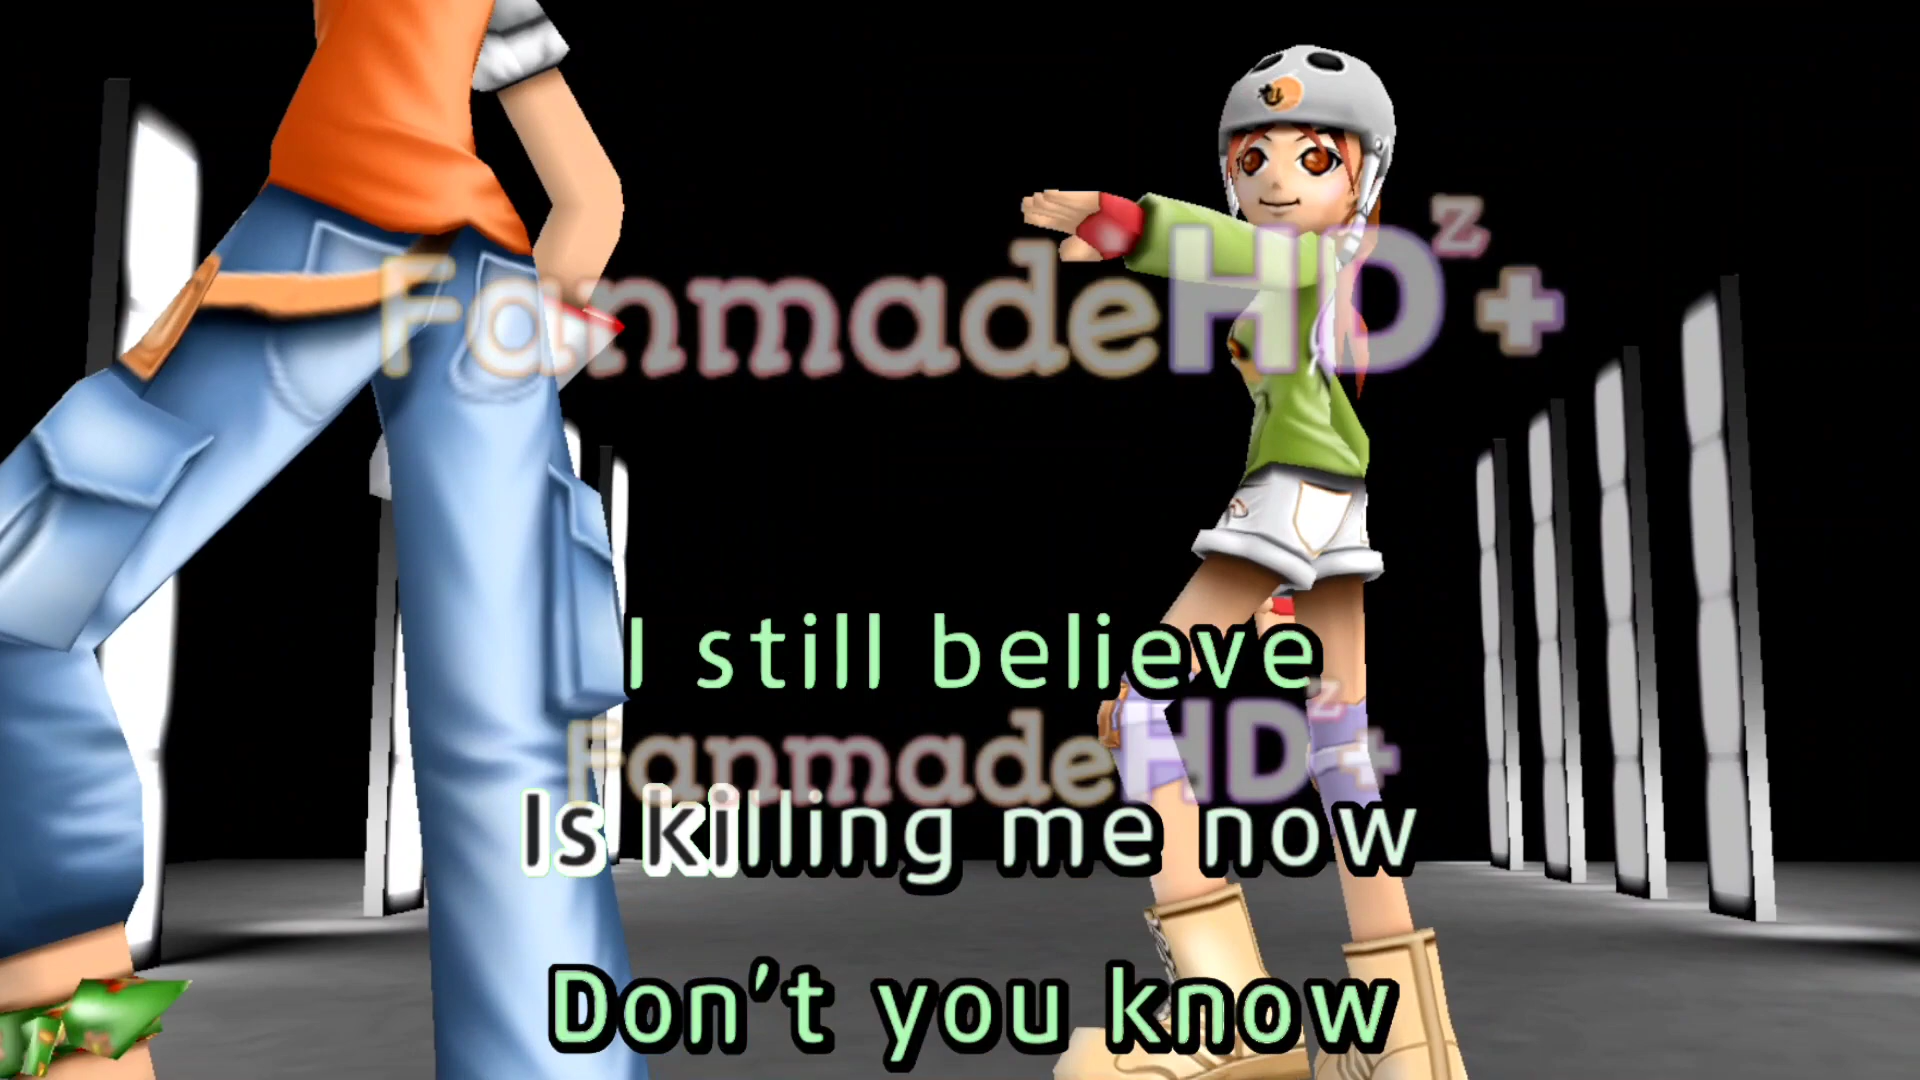 FanmadeHD z+
I still believe
FanmadeHD z+
Is killing me now
Don't you know